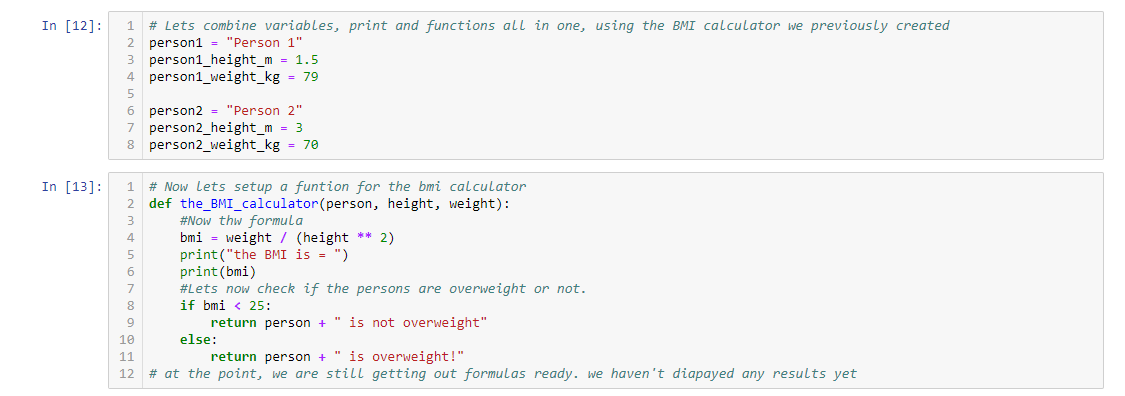 In [12]:
1 # Lets combine variables, print and functions all in one, using the BMI calculator we previously created
2 person1 = "Person 1"
3 person1_height_m = 1.5
4 person1_weight_kg = 79
5
6 person2 = "Person 2"
7 person2_height_m = 3
8 person2_weight_kg = 70
In [13]:
1 # Now Lets setup a funtion for the bmi calculator
2 def the_BMI_calculator(person, height, weight):
3     #Now thw formula
4     bmi = weight / (height ** 2)
5     print("the BMI is = ")
6     print(bmi)
7     #Lets now check if the persons are overweight or not.
8     if bmi < 25:
9         return person + " is not overweight"
10     else:
11         return person + " is overweight!"
12 # at the point, we are still getting out formulas ready. we haven't diapayed any results yet